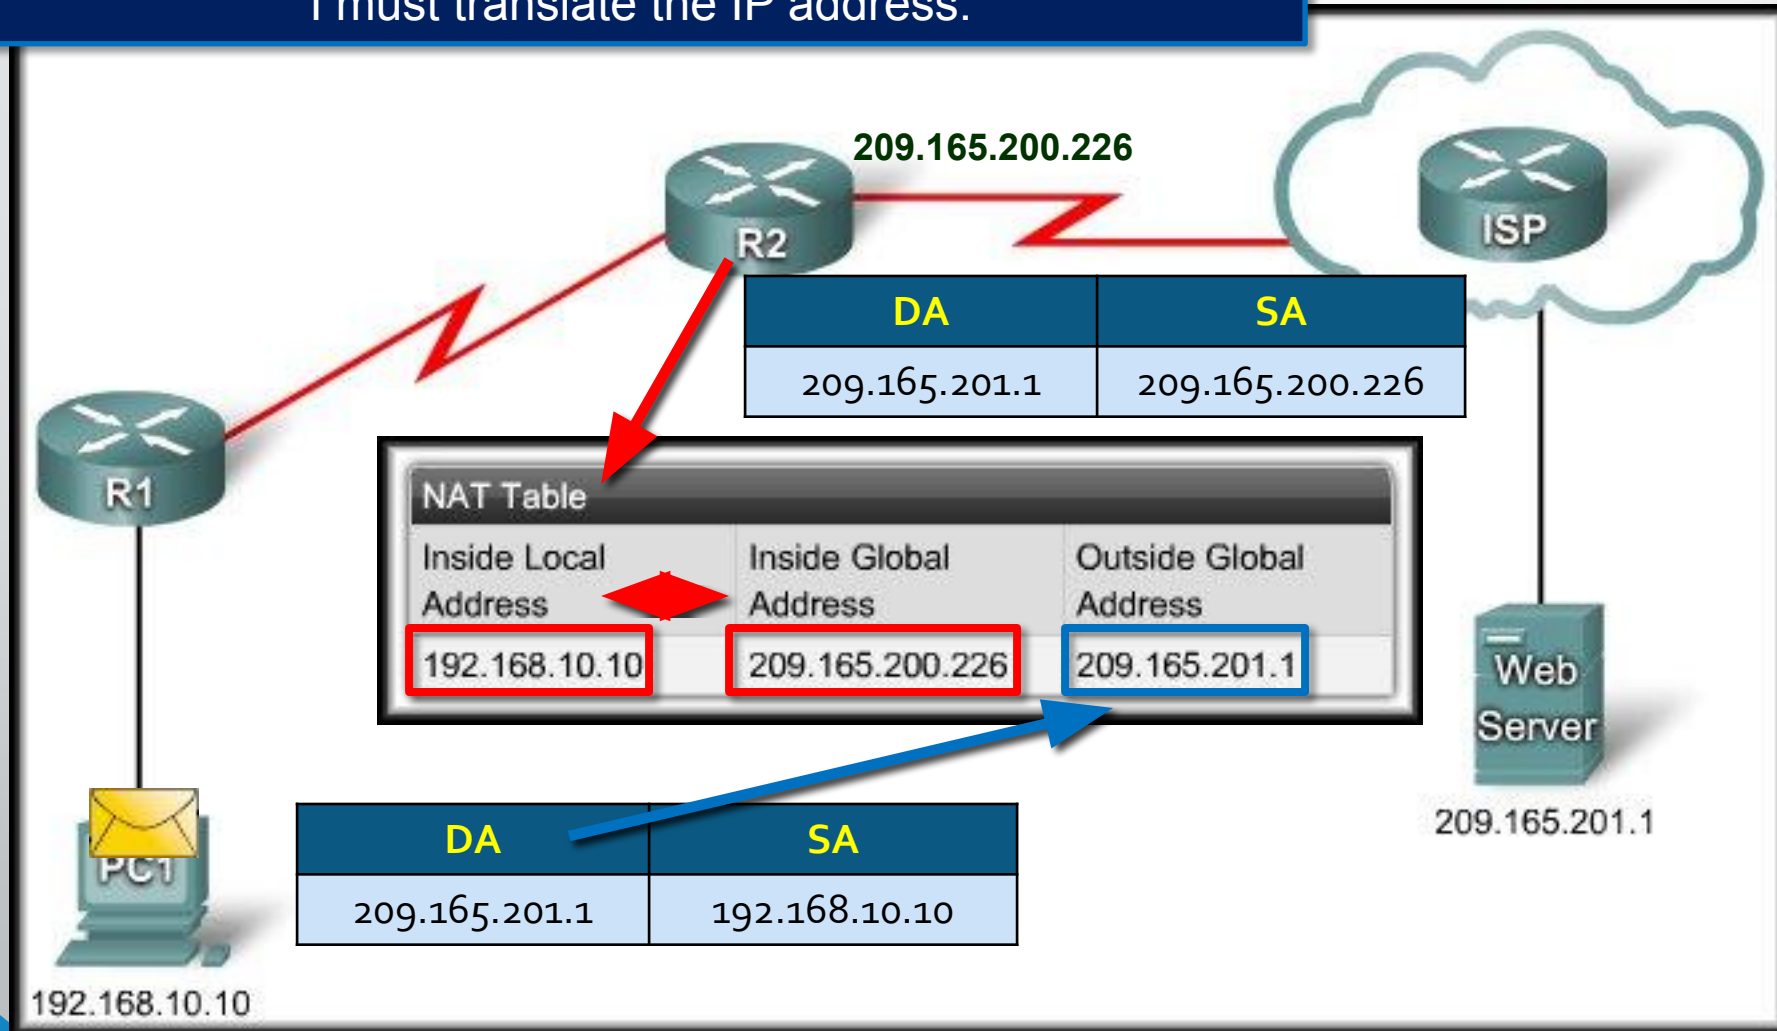 I must translate the IP address.
209.165.200.226
R2
ISP
DA SA
209.165.201.1 209.165.200.226
R1
NAT Table
Inside Local Address Inside Global Address Outside Global Address
192.168.10.10 209.165.200.226 209.165.201.1
Web
Server
209.165.201.1
PC1
DA SA
209.165.201.1 192.168.10.10
192.168.10.10